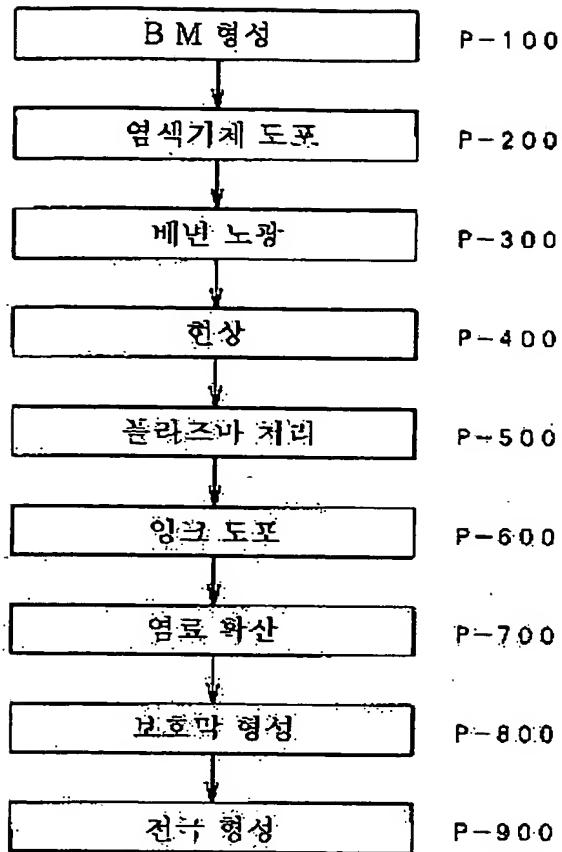 BM 형성 P-100
염색기체 도포 P-200
배면 노광 P-300
현상 P-400
플라즈마 처리 P-500
잉크 도포 P-600
염료 확산 P-700
보호막 형성 P-800
전극 형성 P-900